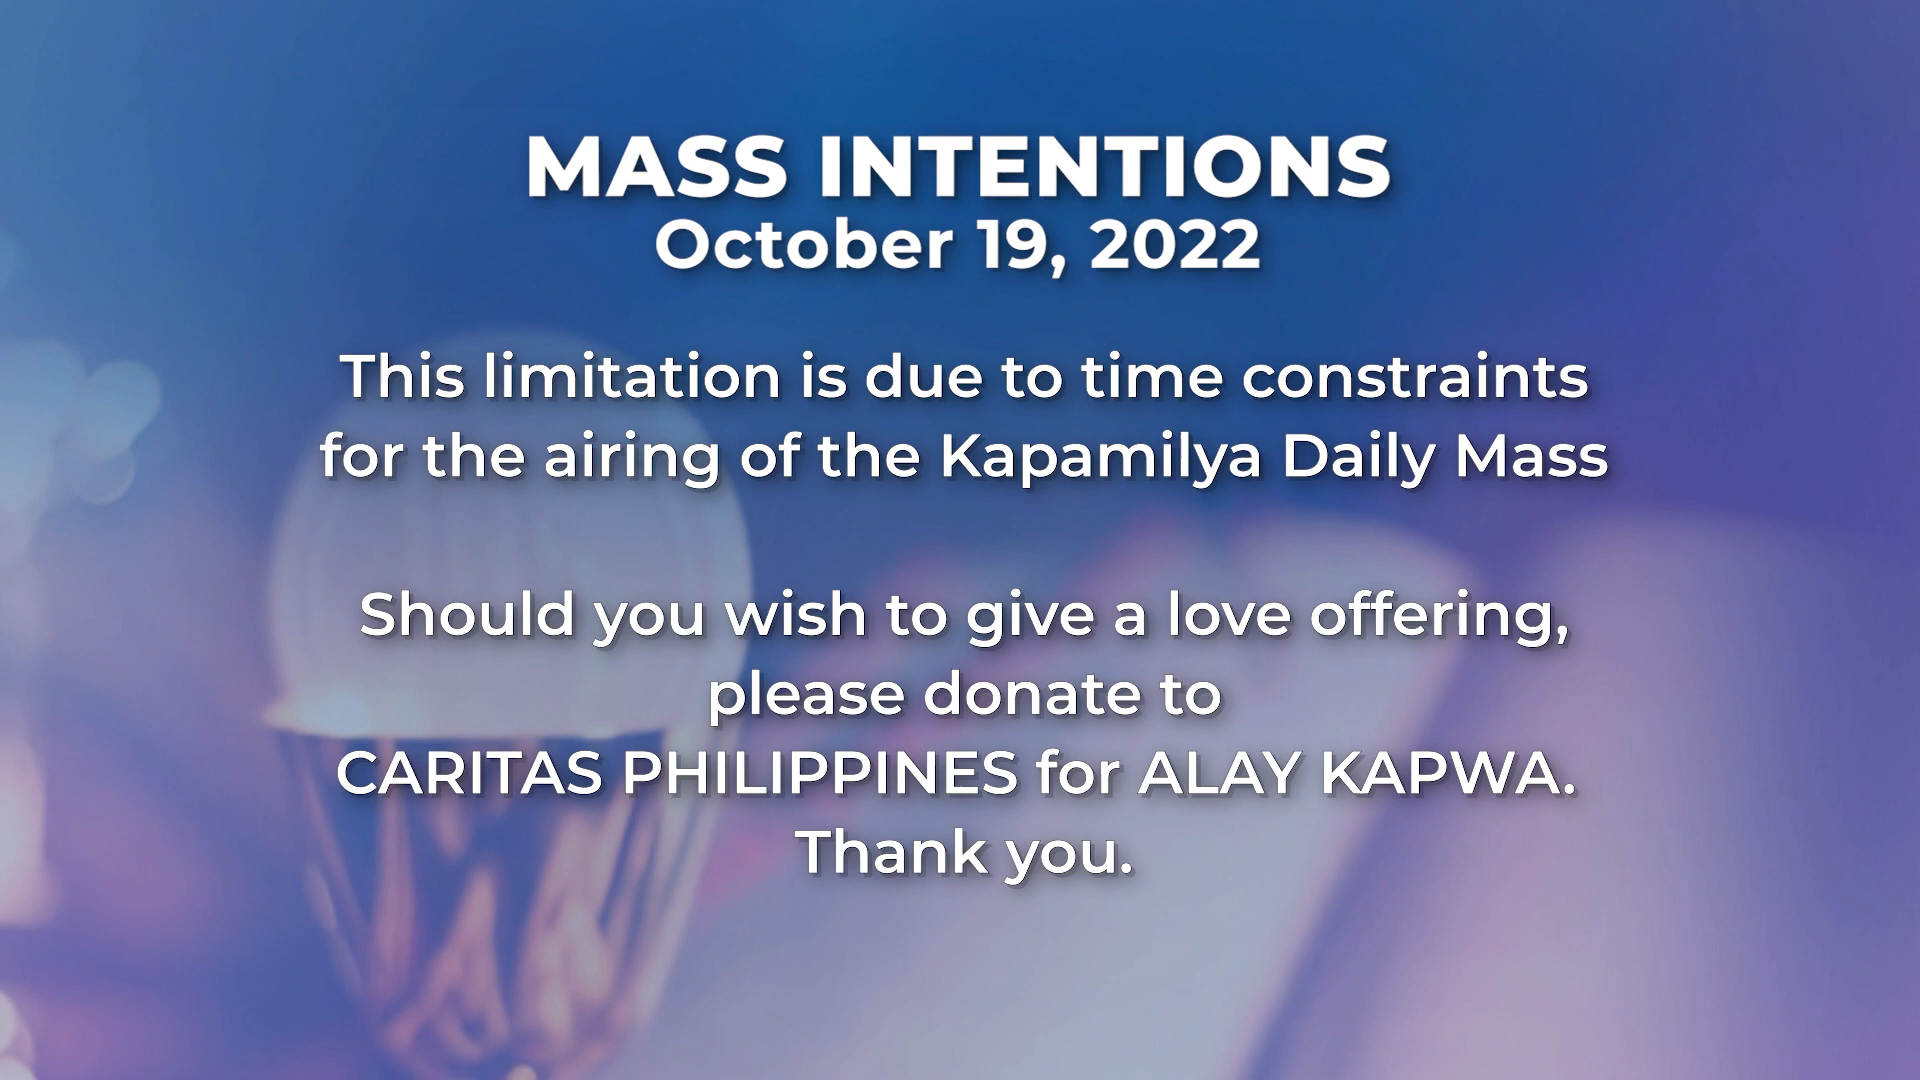 MASS INTENTIONS
October 19, 2022
This limitation is due to time constraints
for the airing of the Kapamilya Daily Mass
Should you wish to give a love offering,
please donate to
CARITAS PHILIPPINES for ALAY KAPWA.
Thank you.